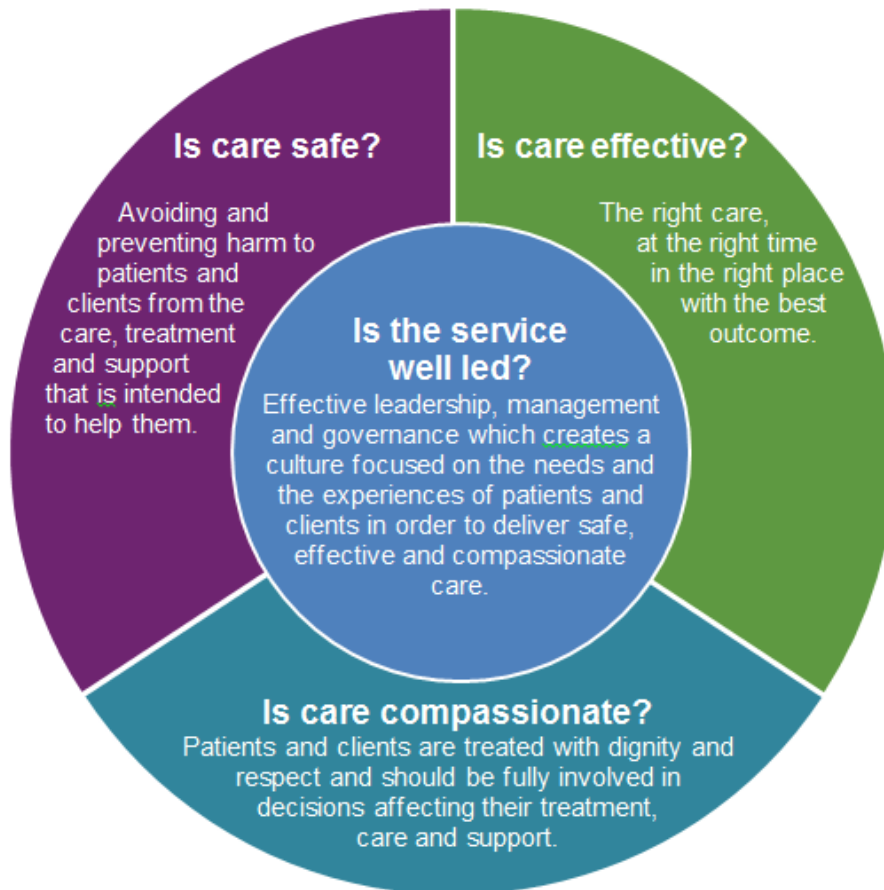 Is care safe?
Avoiding and
preventing harm to
patients and
clients from the
care, treatment
and support
that is intended
to help them.
Is care effective?
The right care,
at the right time
in the right place
with the best
outcome.
Is the service
well led?
Effective leadership, management
and governance which creates a
culture focused on the needs and
the experiences of patients and
clients in order to deliver safe,
effective and compassionate
care.
Is care compassionate?
Patients and clients are treated with dignity and
respect and should be fully involved in
decisions affecting their treatment,
care and support.